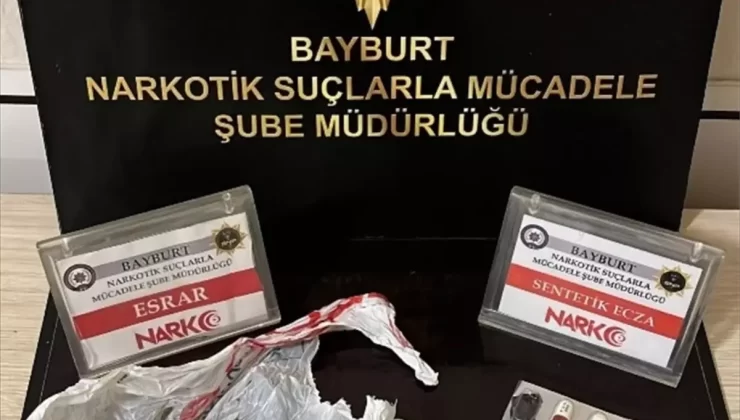 BAYBURT
NARKOTİK SUÇLARLA MÜCADELE
ŞUBE MÜDÜRLÜĞÜ
BAYBURT
NARKOTİK SUÇLARLA
MÜCADELE ŞUBE MÜDÜRLÜĞÜ
ESRAR
NARKO
BAYBURT
NARKOTİK SUÇLARLA
MÜCADELE ŞUBE MÜDÜRLÜĞÜ
SENTETİK ECZA
NARKO